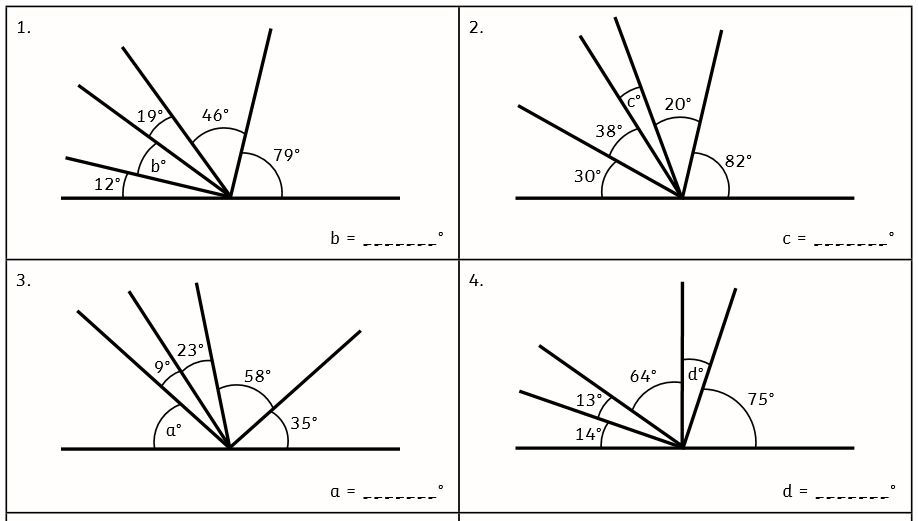 1.
19°
46°
79°
b°
12°
b = _______°
2.
c°
20°
38°
82°
30°
c = _______°
3.
9°
23°
58°
35°
a°
a = _______°
4.
d°
64°
13°
75°
14°
d = _______°